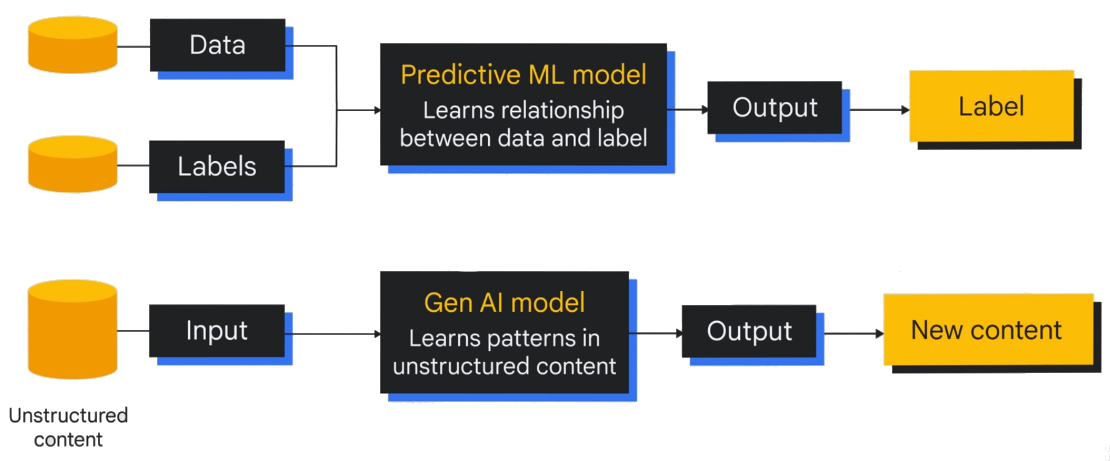 Data
Labels
Predictive ML model
Learns relationship
between data and label
Output
Label
Unstructured
content
Input
Gen AI model
Learns patterns in
unstructured content
Output
New content